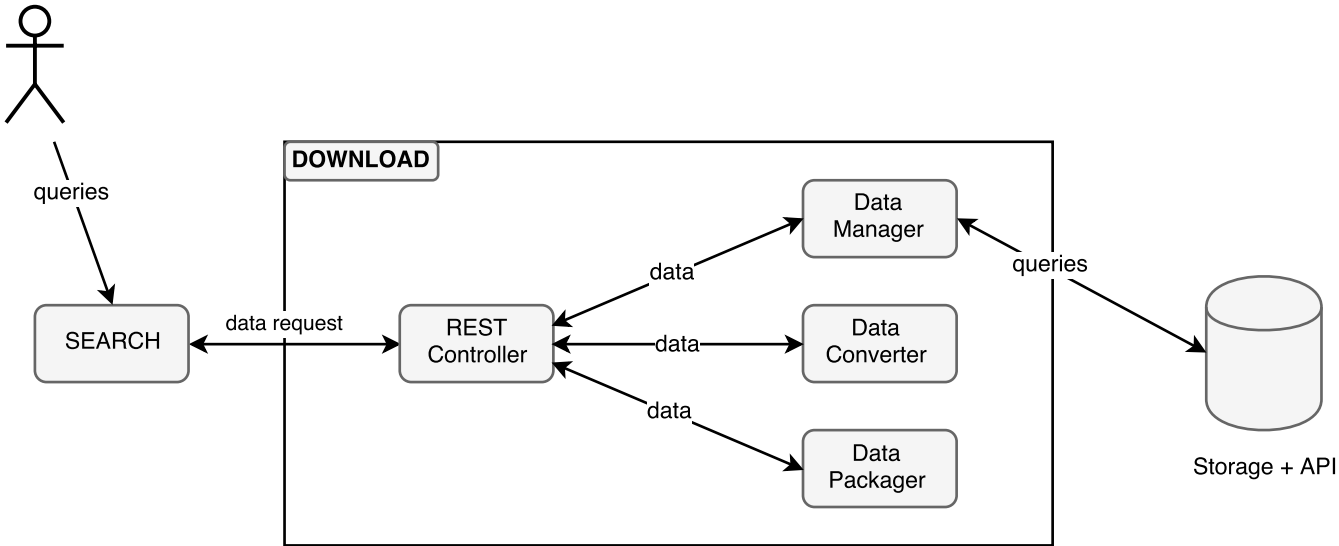 DOWNLOAD
queries
Data
Manager
queries
data
data request
SEARCH
REST
Controller
data
Data
Converter
data
Data
Packager
Storage + API